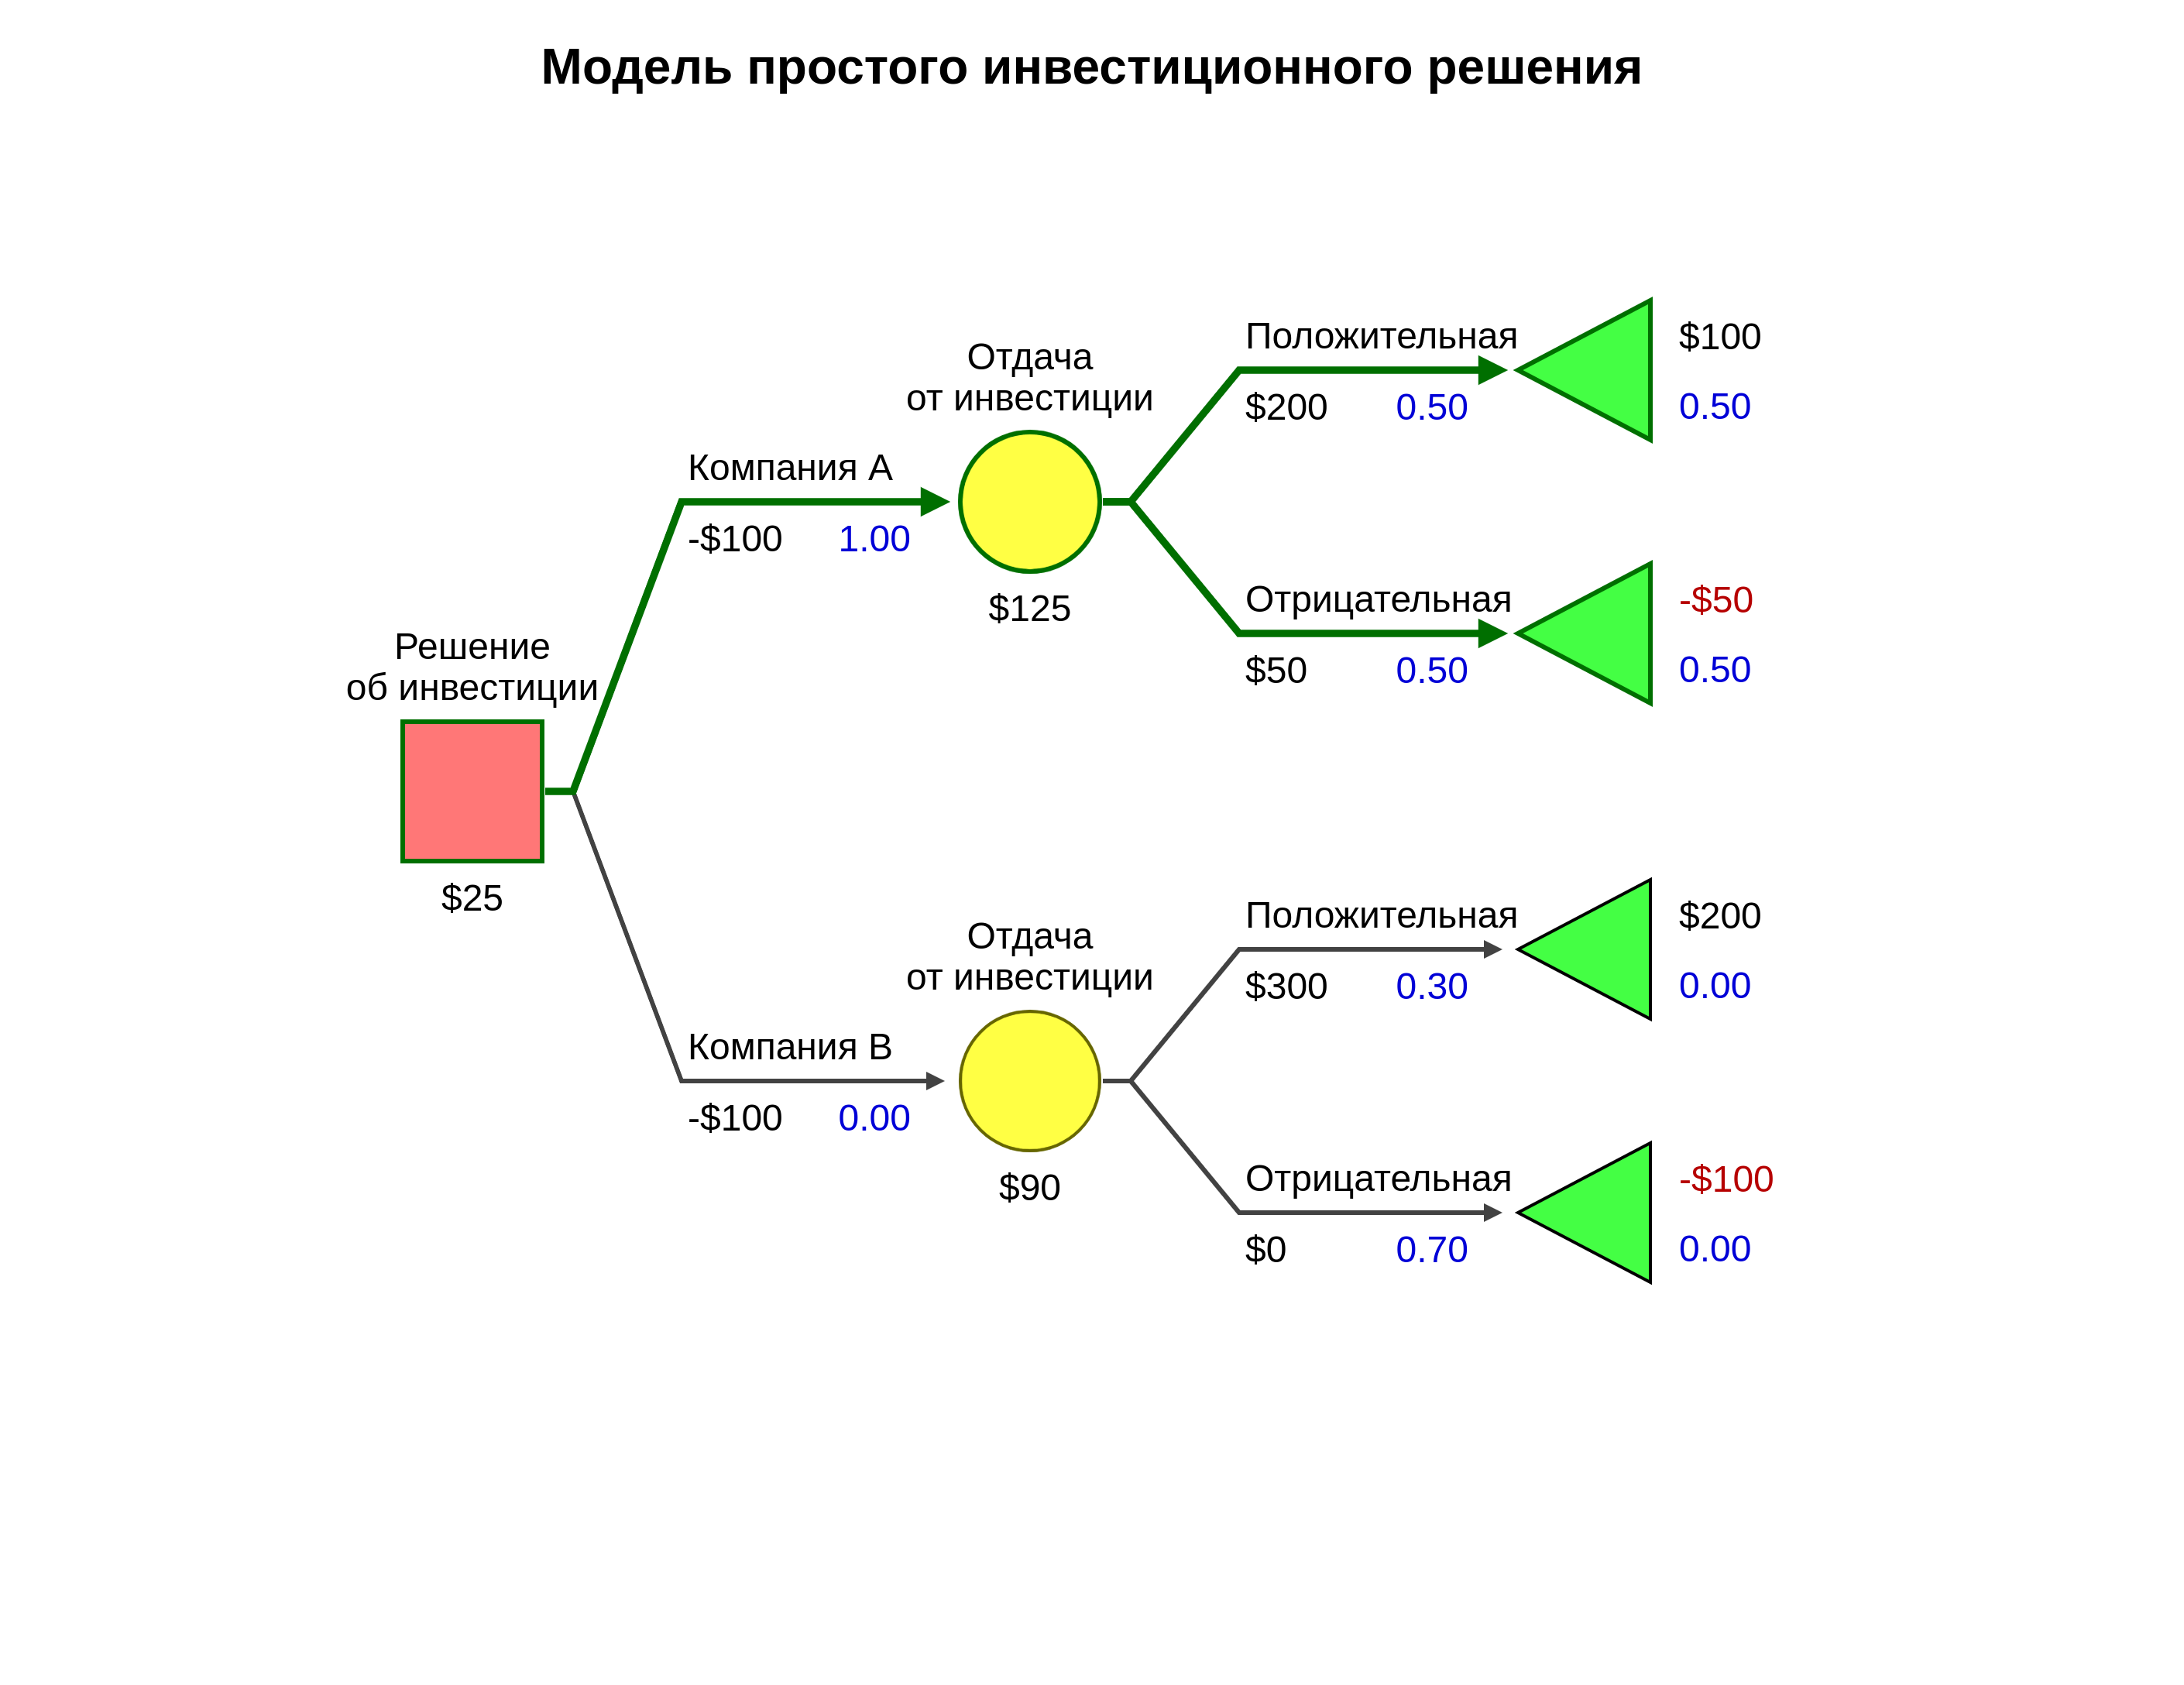 Модель простого инвестиционного решения
Положительная
$100
Отдача
от инвестиции
$200 0.50
0.50
Компания A
-$100 1.00
Отрицательная
-$50
$125
Решение
об инвестиции
$50 0.50
0.50
$25
Положительная
$200
Отдача
от инвестиции
$300 0.30
0.00
Компания B
-$100 0.00
Отрицательная
-$100
$90
$0 0.70
0.00